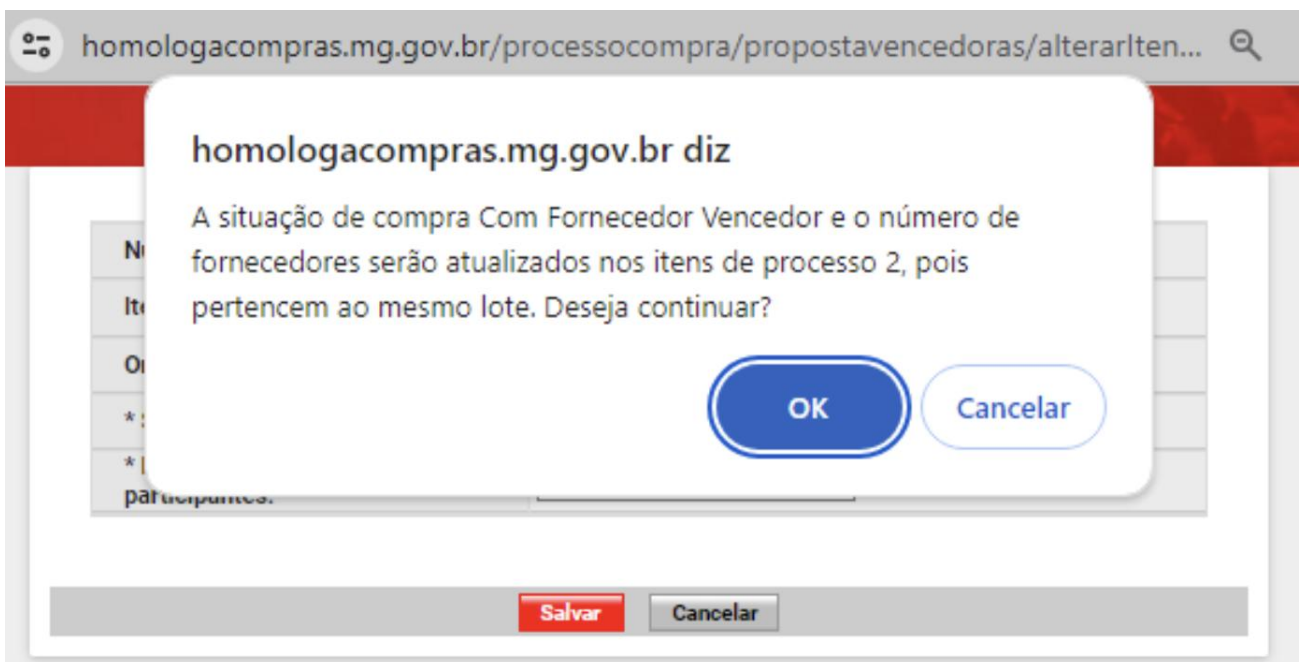 homologacompras.mg.gov.br/processocompra/propostavencedoras/alterarIten...
homologacompras.mg.gov.br diz
A situação de compra Com Fornecedor Vencedor e o número de
fornecedores serão atualizados nos itens de processo 2, pois
pertencem ao mesmo lote. Deseja continuar?
OK Cancelar
participantes:
Salvar Cancelar